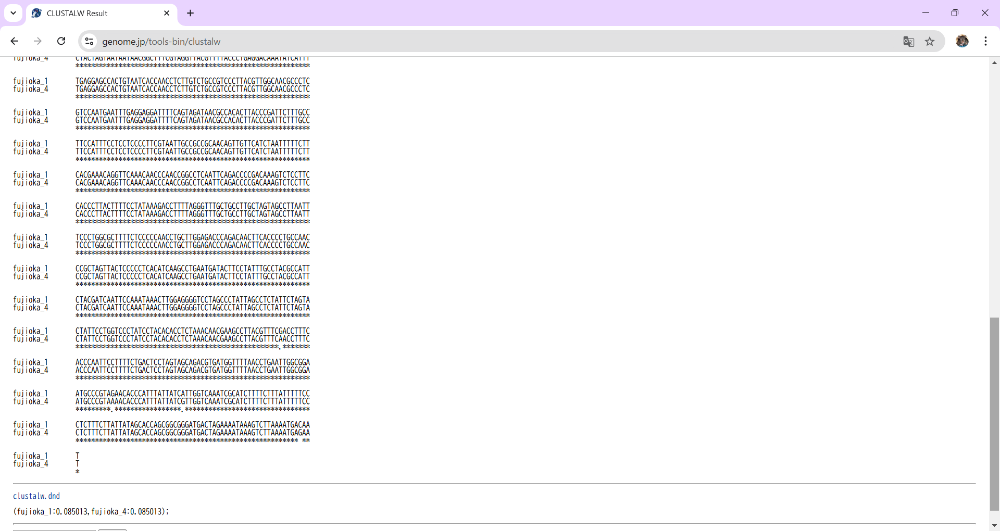 CLUSTALW Result
genome.jp/tools-bin/clustalw
fujioka_4 CTACTAGTAATAATAACGGCTTTCGTAGGTTACGTTTTACCCTGAGGACAAATATCATTT
************************************************************
fujioka_1 TGAGGAGCCACTGTAATCACCAACCTCTTGTCTGCCGTCCCTTACGTTGGCAACGCCCTC
fujioka_4 TGAGGAGCCACTGTAATCACCAACCTCTTGTCTGCCGTCCCTTACGTTGGCAACGCCCTC
************************************************************
fujioka_1 GTCCAATGAATTTGAGGAGGATTTTCAGTAGATAACGCCACACTTACCCGATTCTTTGCC
fujioka_4 GTCCAATGAATTTGAGGAGGATTTTCAGTAGATAACGCCACACTTACCCGATTCTTTGCC
************************************************************
fujioka_1 TTCCATTTCCTCCTCCCCTTCGTAATTGCCGCCGCAACAGTTGTTCATCTAATTTTTCTT
fujioka_4 TTCCATTTCCTCCTCCCCTTCGTAATTGCCGCCGCAACAGTTGTTCATCTAATTTTTCTT
************************************************************
fujioka_1 CACGAAACAGGTTCAAACAACCCAACCGGCCTCAATTCAGACCCCGACAAAGTCTCCTTC
fujioka_4 CACGAAACAGGTTCAAACAACCCAACCGGCCTCAATTCAGACCCCGACAAAGTCTCCTTC
************************************************************
fujioka_1 CACCCTTACTTTTCCTATAAAGACCTTTTAGGGTTTGCTGCCTTGCTAGTAGCCTTAATT
fujioka_4 CACCCTTACTTTTCCTATAAAGACCTTTTAGGGTTTGCTGCCTTGCTAGTAGCCTTAATT
************************************************************
fujioka_1 TCCCTGGCGCTTTTCTCCCCCAACCTGCTTGGAGACCCAGACAACTTCACCCCTGCCAAC
fujioka_4 TCCCTGGCGCTTTTCTCCCCCAACCTGCTTGGAGACCCAGACAACTTCACCCCTGCCAAC
************************************************************
fujioka_1 CCGCTAGTTACTCCCCCTCACATCAAGCCTGAATGATACTTCCTATTTGCCTACGCCATT
fujioka_4 CCGCTAGTTACTCCCCCTCACATCAAGCCTGAATGATACTTCCTATTTGCCTACGCCATT
************************************************************
fujioka_1 CTACGATCAATTCCAAATAAACTTGGAGGGGTCCTAGCCCTATTAGCCTCTATTCTAGTA
fujioka_4 CTACGATCAATTCCAAATAAACTTGGAGGGGTCCTAGCCCTATTAGCCTCTATTCTAGTA
************************************************************
fujioka_1 CTATTCCTGGTCCCTATCCTACACACCTCTAAACAACGAAGCCTTACGTTTCGACCTTTC
fujioka_4 CTATTCCTGGTCCCTATCCTACACACCTCTAAACAACGAAGCCTTACGTTTCAACCTTTC
****************************************************.*******
fujioka_1 ACCCAATTCCTTTTCTGACTCCTAGTAGCAGACGTGATGGTTTTAACCTGAATTGGCGGA
fujioka_4 ACCCAATTCCTTTTCTGACTCCTAGTAGCAGACGTGATGGTTTTAACCTGAATTGGCGGA
************************************************************
fujioka_1 ATGCCCGTAGAACACCCATTTATTATCATTGGTCAAATCGCATCTTTTCTTTATTTTTCC
fujioka_4 ATGCCCGTAAAACACCCATTTATTATCGTTGGTCAAATCGCATCTTTTCTTTATTTTTCC
*********.*****************.********************************
fujioka_1 CTCTTTCTTATTATAGCACCAGCGGCGGGATGACTAGAAAATAAAGTCTTAAAATGACAA
fujioka_4 CTCTTTCTTATTATAGCACCAGCGGCGGGATGACTAGAAAATAAAGTCTTAAAATGAGAA
********************************************************* **
fujioka_1 T
fujioka_4 T
*
clustalw.dnd
(fujioka_1:0.085013,fujioka_4:0.085013);